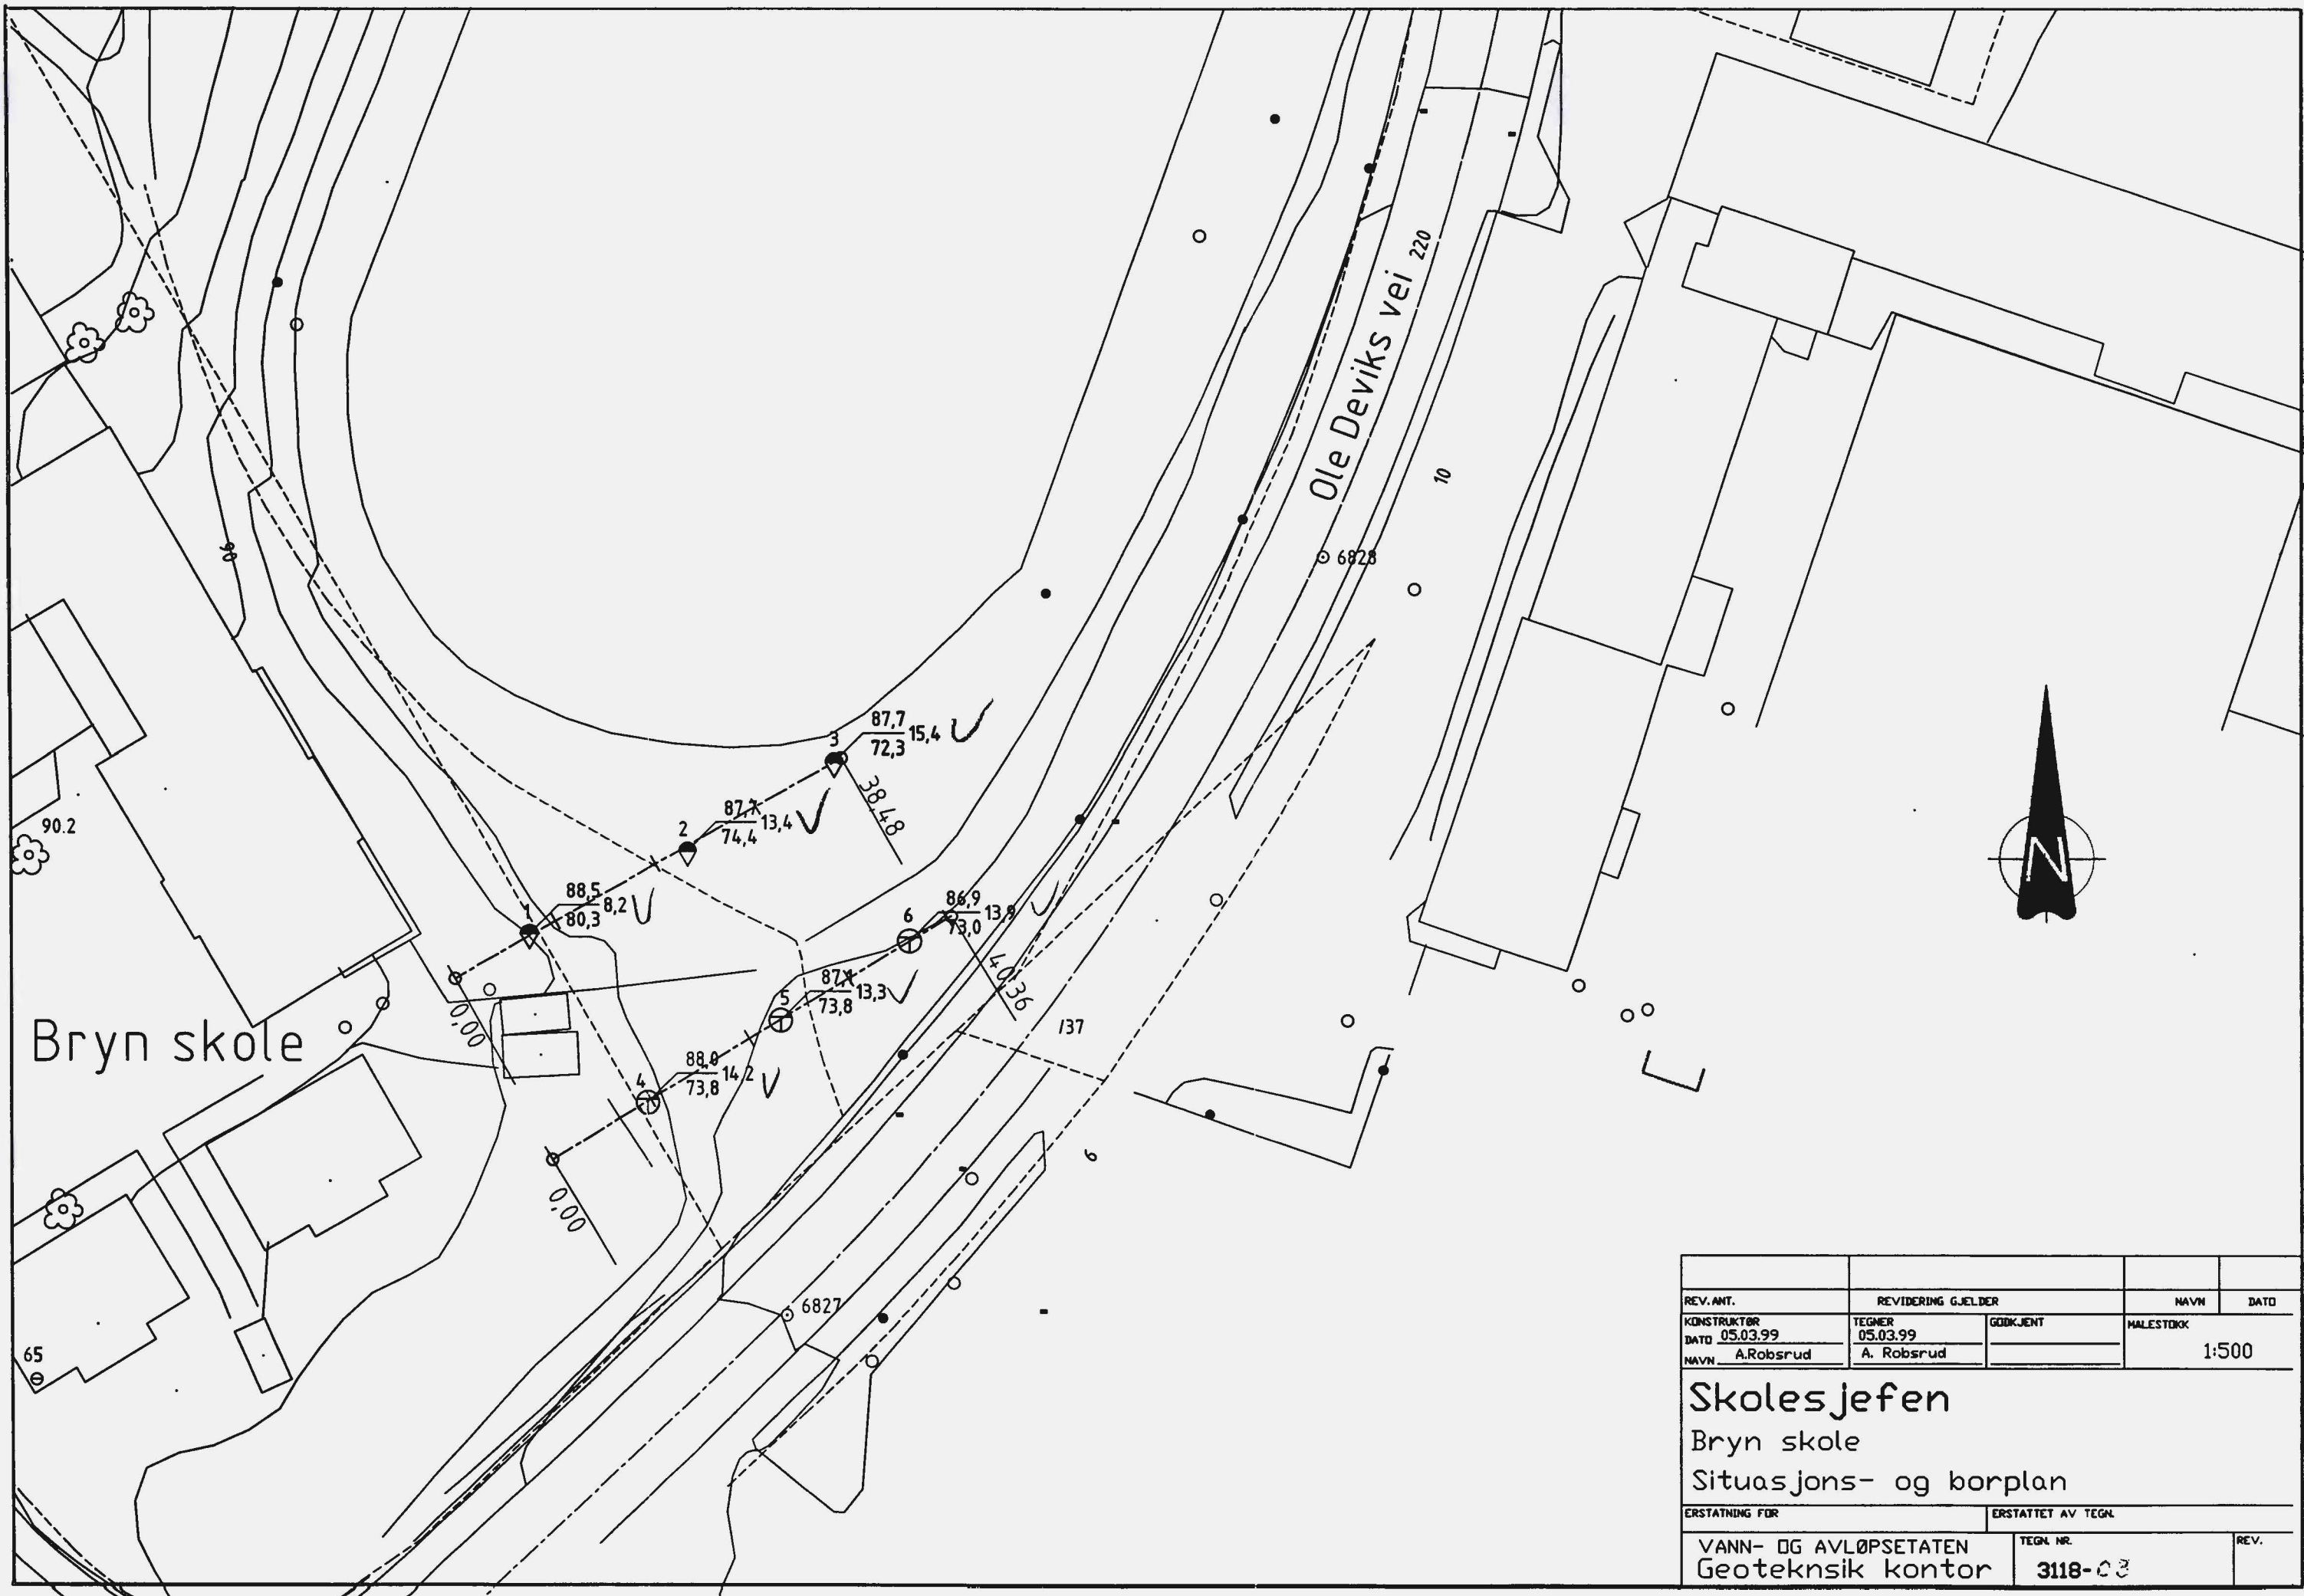 220
Ole Deviks vei
10
90
6828
3
87,7
72,3 15,4
38,48
90.2
2
74,4 13,4
1
88,5
80,3 8,2
6
86,9
73,0 13,9
40,36
0,00
5
73,8 13,3
Bryn skole
137
4
88,0
73,8 14,2
6
0,00
6827
65
N
REV. ANT. REVIDERING GJELDER NAVN DATO
KONSTRUKTØR TEGNER GODKJENT MALESTOKK
DATO 05.03.99 05.03.99
NAVN A.Robsrud A. Robsrud 1:500
Skolesjefen
Bryn skole
Situasjons- og borplan
ERSTATNING FOR ERSTATTET AV TEGN.
VANN- OG AVLØPSETATEN TEGN. NR. REV.
Geoteknsik kontor 3118-03